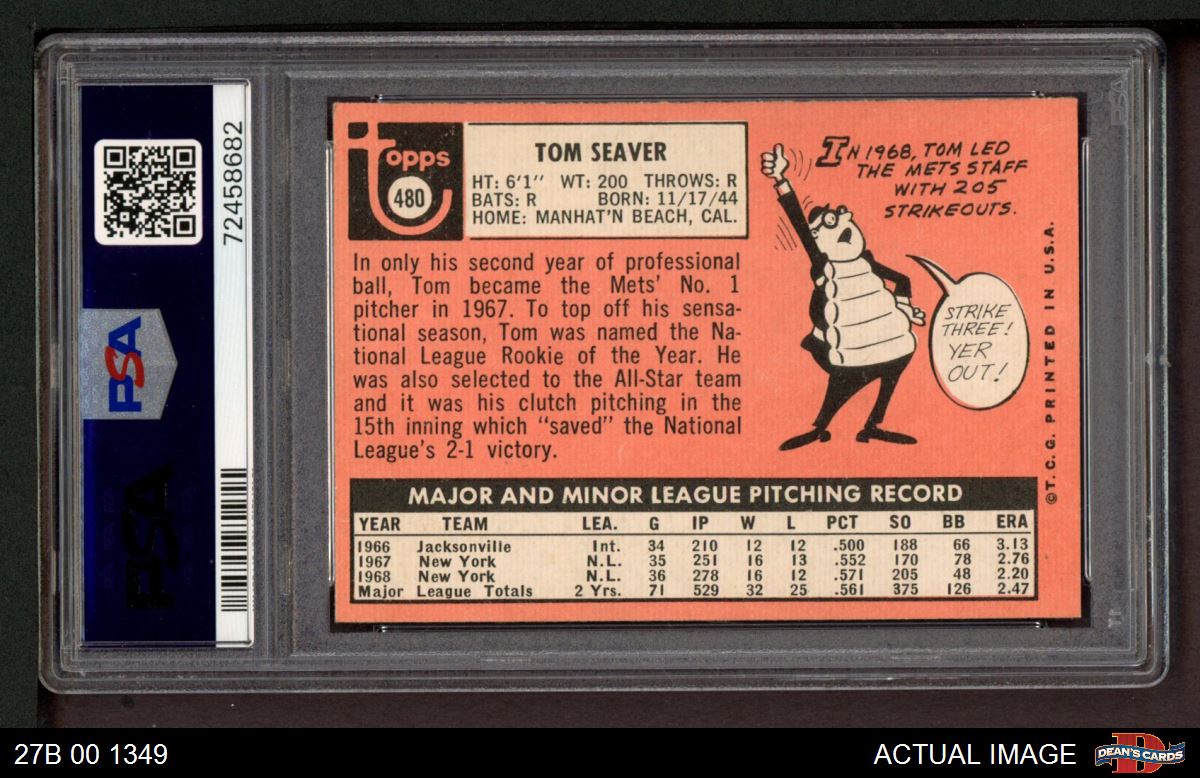 72458682
PSA
PSA
Topps
480
TOM SEAVER
HT: 6'1" WT: 200 THROWS: R
BATS: R BORN: 11/17/44
HOME: MANHAT'N BEACH, CAL.
In only his second year of professional
ball, Tom became the Mets' No. 1
pitcher in 1967. To top off his sensa-
tional season, Tom was named the Na-
tional League Rookie of the Year. He
was also selected to the All-Star team
and it was his clutch pitching in the
15th inning which "saved" the National
League's 2-1 victory.
IN 1968, TOM LED
THE METS STAFF
WITH 205
STRIKEOUTS.
STRIKE
THREE!
YER
OUT!
©T.C.G. PRINTED IN U.S.A.
MAJOR AND MINOR LEAGUE PITCHING RECORD
YEAR TEAM LEA. G IP W L PCT SO BB ERA
1966 Jacksonville Int. 34 210 12 12 .500 188 66 3.13
1967 New York N.L. 35 251 16 13 .552 170 78 2.76
1968 New York N.L. 36 278 16 12 .571 205 48 2.20
Major League Totals 2 Yrs. 71 529 32 25 .561 375 126 2.47
27B 00 1349
ACTUAL IMAGE
DEAN'S CARDS